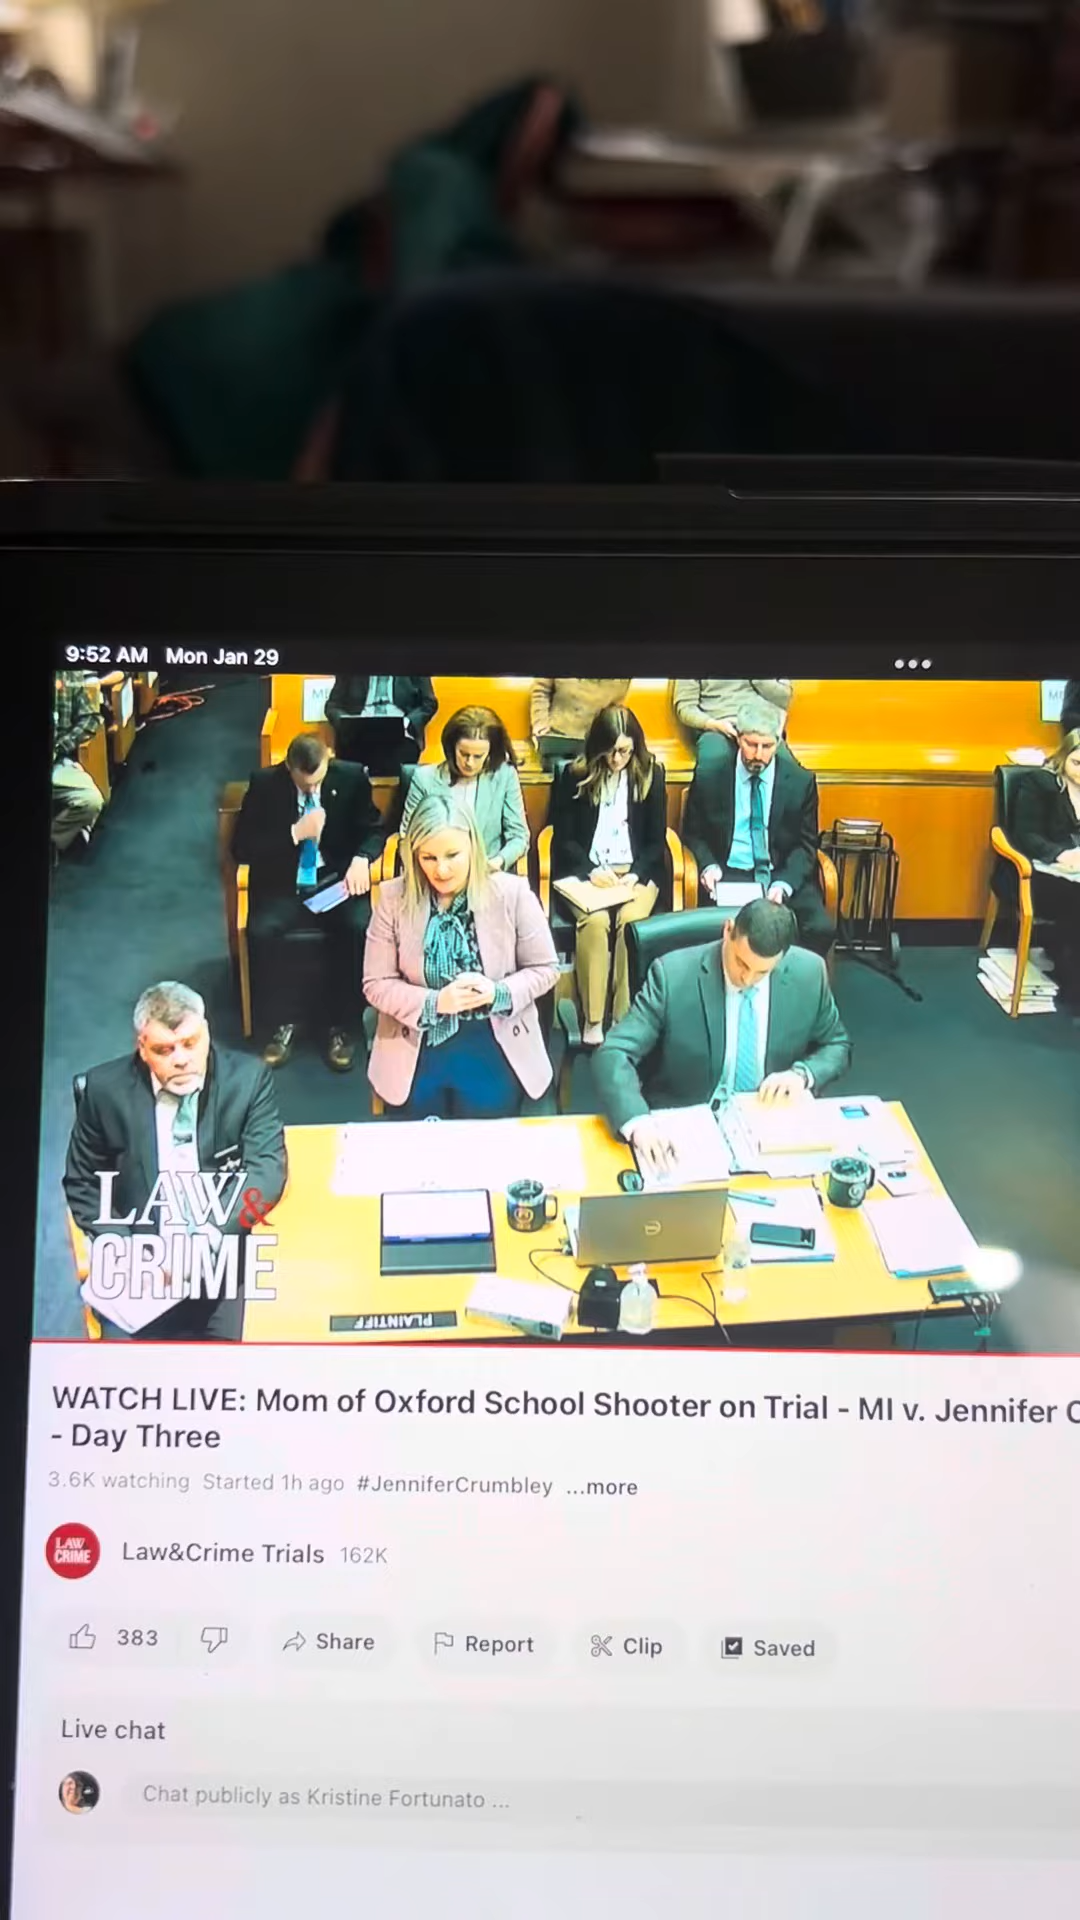 9:52 AM Mon Jan 29
LAW&
CRIME
PLAINTIFF
WATCH LIVE: Mom of Oxford School Shooter on Trial - MI v. Jennifer C
- Day Three
3.6K watching Started 1h ago #JenniferCrumbley ...more
LAW
CRIME
Law&Crime Trials 162K
383 Share Report Clip Saved
Live chat
Chat publicly as Kristine Fortunato ...